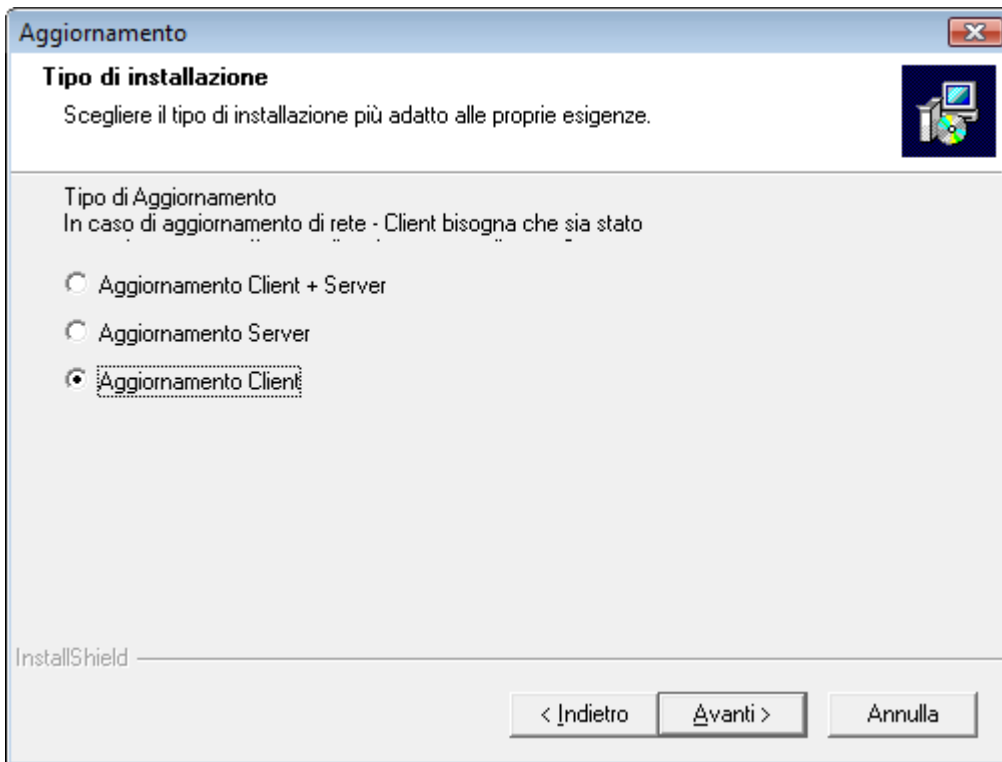 Aggiornamento
Tipo di installazione
Scegliere il tipo di installazione più adatto alle proprie esigenze.
Tipo di Aggiornamento
In caso di aggiornamento di rete - Client bisogna che sia stato
Aggiornamento Client + Server
Aggiornamento Server
Aggiornamento Client
InstallShield
< Indietro
Avanti >
Annulla